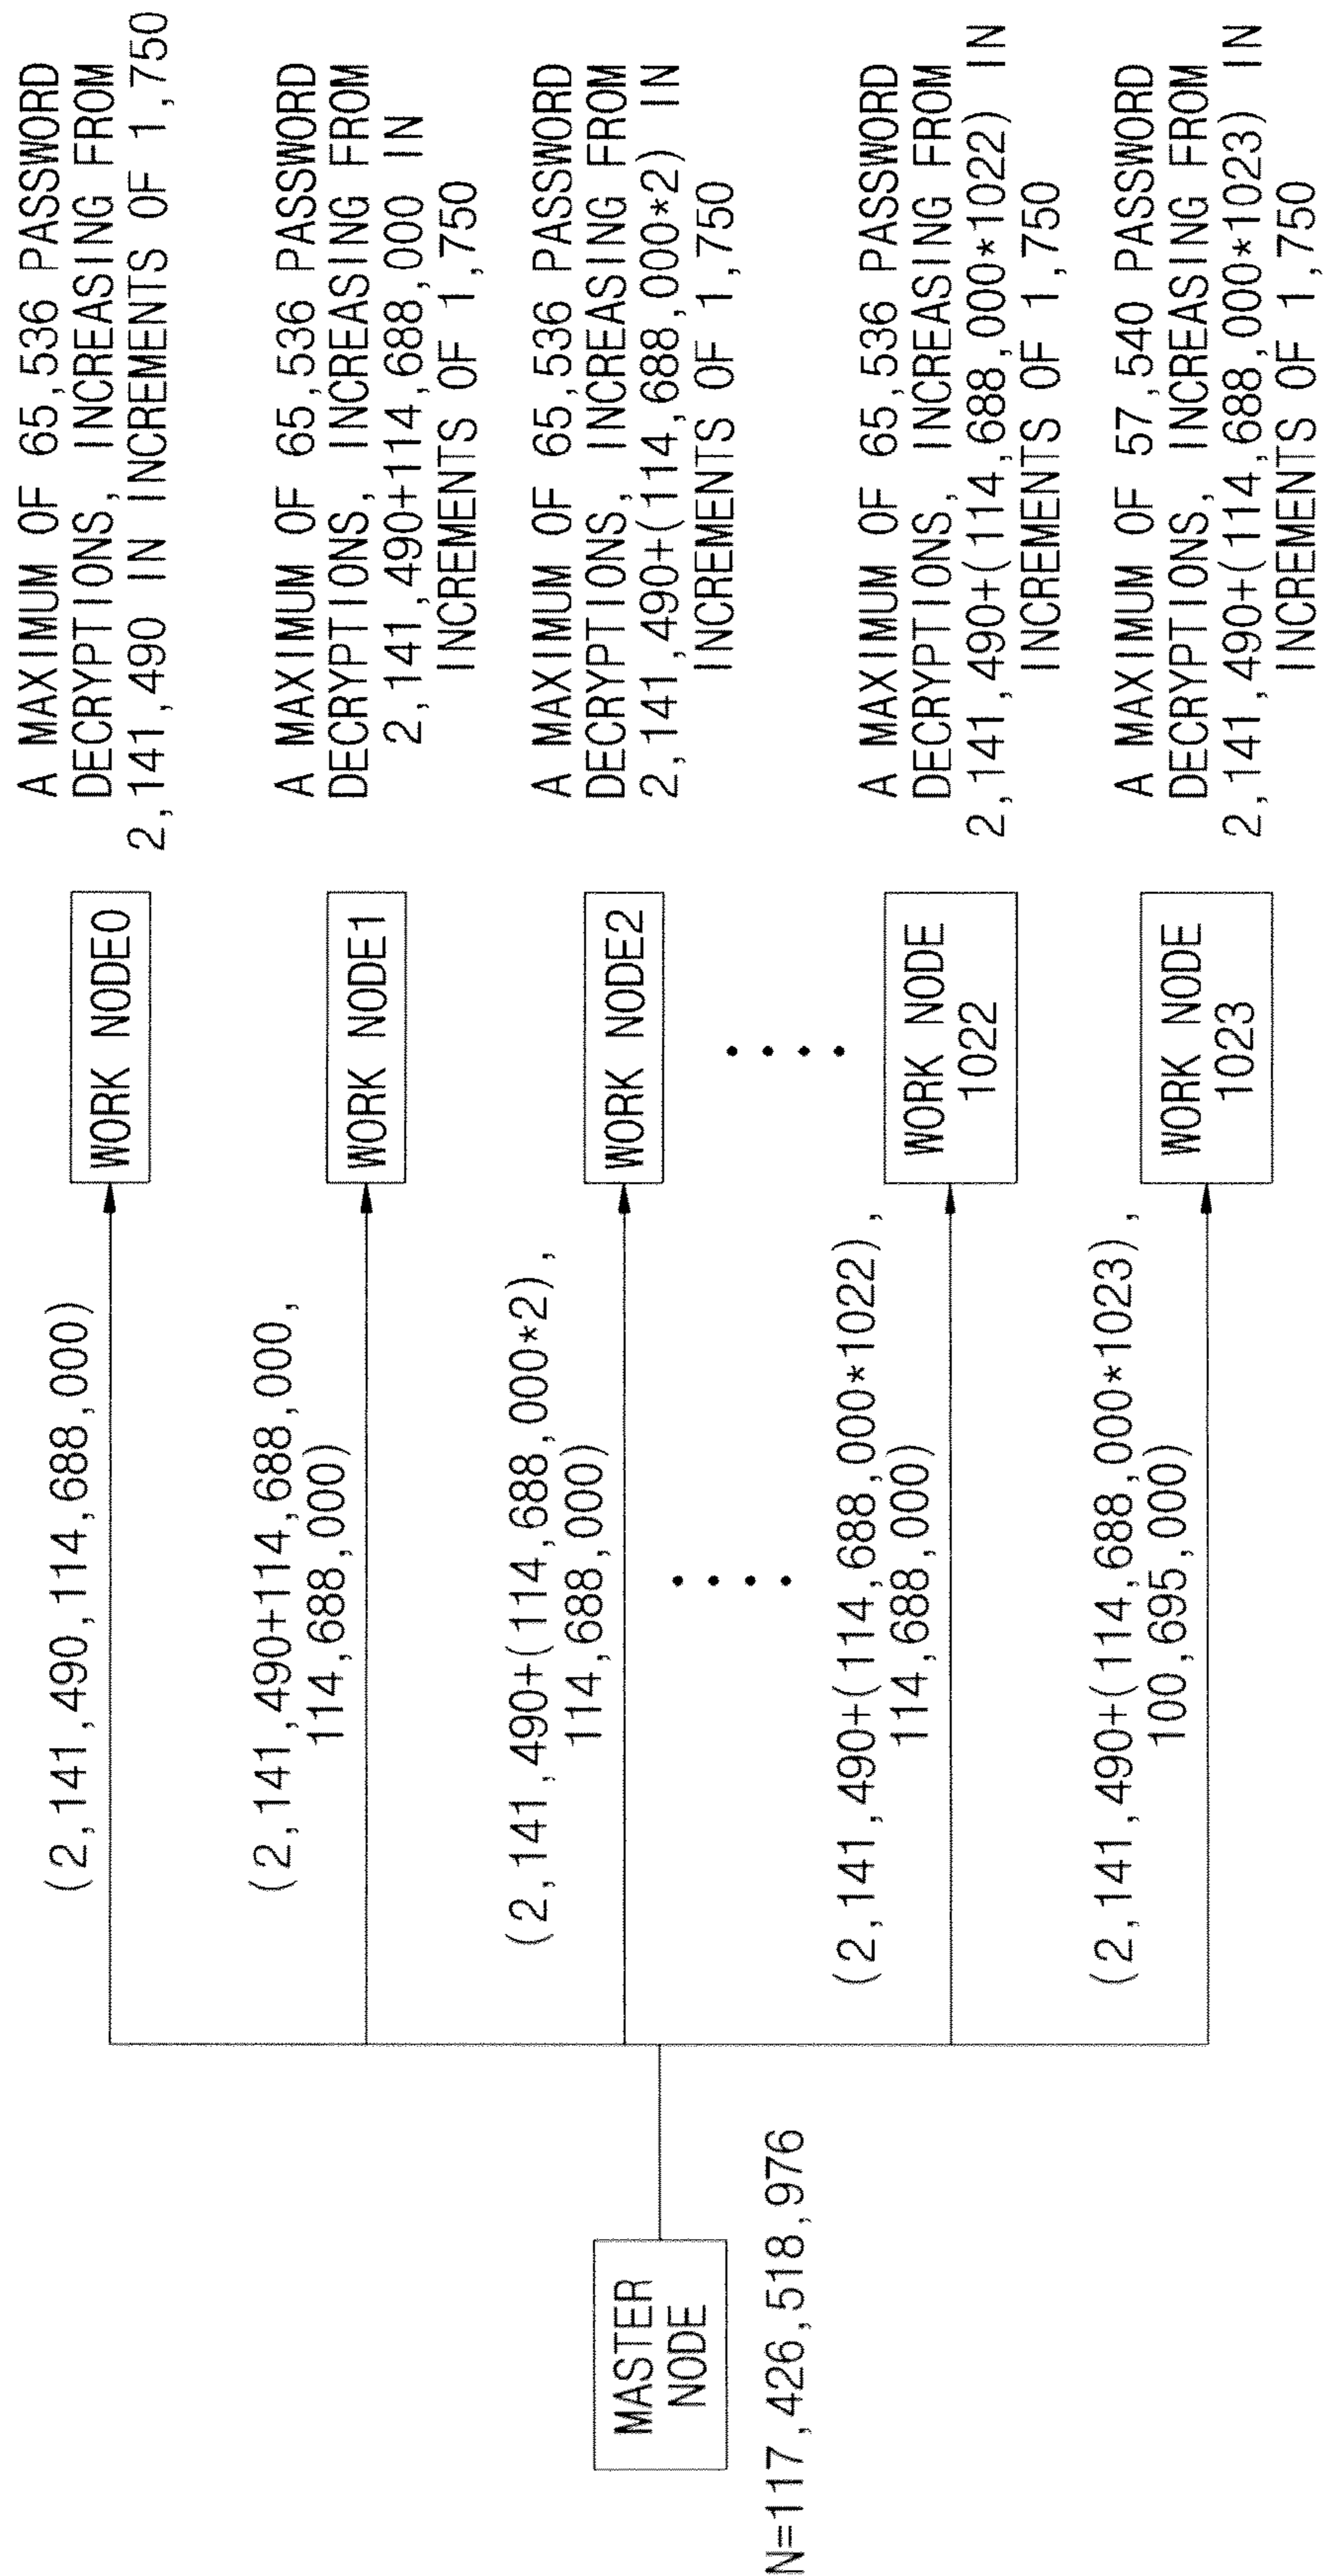 MASTER
NODE
N=117,426,518,976
(2,141,490,114,688,000)
WORK NODE0
A MAXIMUM OF 65,536 PASSWORD
DECRYPTIONS, INCREASING FROM
2,141,490 IN INCREMENTS OF 1,750
(2,141,490+114,688,000,
114,688,000)
WORK NODE1
A MAXIMUM OF 65,536 PASSWORD
DECRYPTIONS, INCREASING FROM
2,141,490+114,688,000 IN
INCREMENTS OF 1,750
(2,141,490+(114,688,000*2),
114,688,000)
WORK NODE2
A MAXIMUM OF 65,536 PASSWORD
DECRYPTIONS, INCREASING FROM
2,141,490+(114,688,000*2) IN
INCREMENTS OF 1,750
(2,141,490+(114,688,000*1022),
114,688,000)
WORK NODE
1022
A MAXIMUM OF 65,536 PASSWORD
DECRYPTIONS, INCREASING FROM
2,141,490+(114,688,000*1022) IN
INCREMENTS OF 1,750
(2,141,490+(114,688,000*1023),
100,695,000)
WORK NODE
1023
A MAXIMUM OF 57,540 PASSWORD
DECRYPTIONS, INCREASING FROM
2,141,490+(114,688,000*1023) IN
INCREMENTS OF 1,750